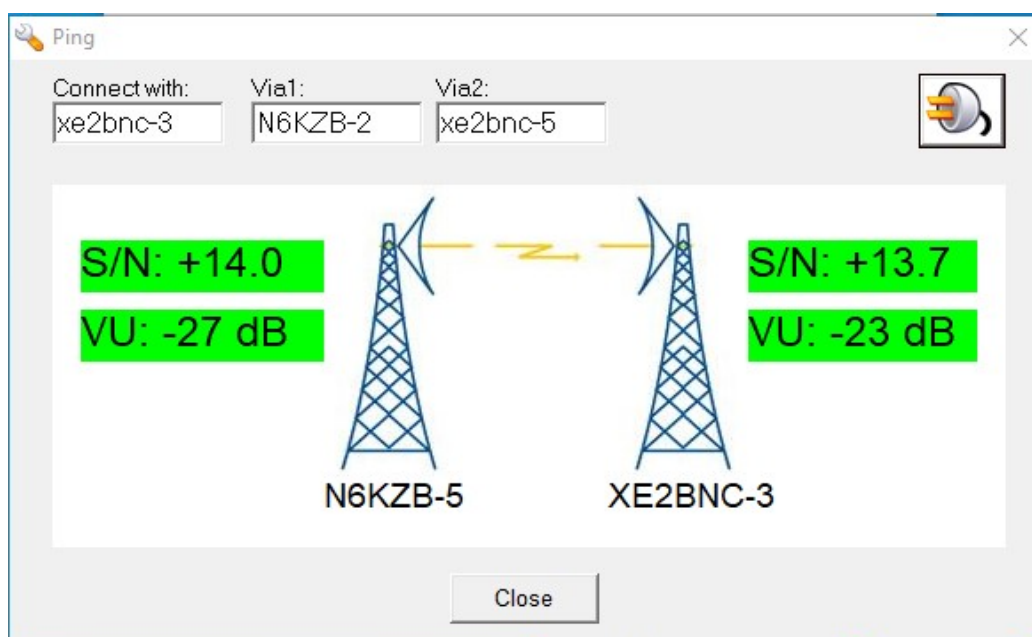 Ping
Connect with: Via1: Via2:
xe2bnc-3 N6KZB-2 xe2bnc-5
S/N: +14.0 S/N: +13.7
VU: -27 dB VU: -23 dB
N6KZB-5 XE2BNC-3
Close